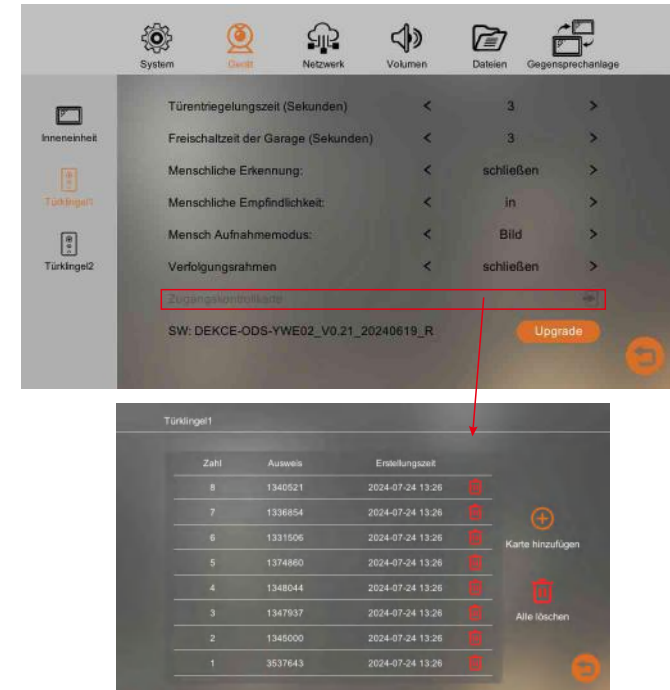 System Gerät Netzwerk Volumen Dateien Gegensprechanlage
Inneneinheit
Türklingel1
Türklingel2
Türentriegelungszeit (Sekunden) < 3 >
Freischaltzeit der Garage (Sekunden) < 3 >
Menschliche Erkennung: < schließen >
Menschliche Empfindlichkeit: < in >
Mensch Aufnahmemodus: < Bild >
Verfolgungsrahmen < schließen >
Zugangskontrollkarte
SW: DEKCE-ODS-YWE02_V0.21_20240619_R Upgrade
Türklingel1
Zahl Ausweis Erstellungszeit
8 1340521 2024-07-24 13:26
7 1336854 2024-07-24 13:26
6 1331506 2024-07-24 13:26
5 1374860 2024-07-24 13:26
4 1348044 2024-07-24 13:26
3 1347937 2024-07-24 13:26
2 1345000 2024-07-24 13:26
1 3537643 2024-07-24 13:26
Karte hinzufügen
Alle löschen